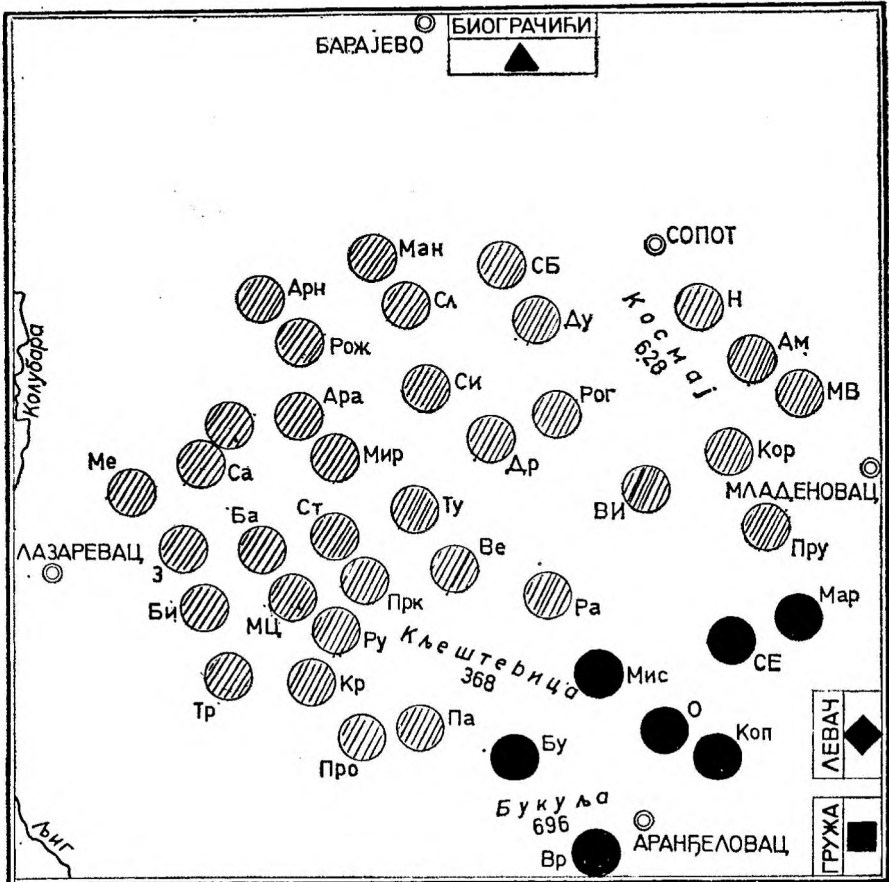 БИОГРАЧИЋИ
БАРАЈЕВО
СОПОТ
Ман
СБ
Арн
Сл
Ду
Н
Космај
628
Колубара
Рож
Ам
Си
МВ
Ара
Рог
Мир
Др
Кор
Са
Ме
МЛАДЕНОВАЦ
ВИ
Ту
Ст
Ба
Пру
ЛАЗАРЕВАЦ
З
Ве
Прк
Ра
Мар
Би
МЦ
Ру
Кљештевица
368
СЕ
Мис
Кр
Тр
О
Па
Коп
ЛЕВАЧ
Бу
Про
Букуља
696
АРАНЂЕЛОВАЦ
ГРУЖА
Љиг
Вр